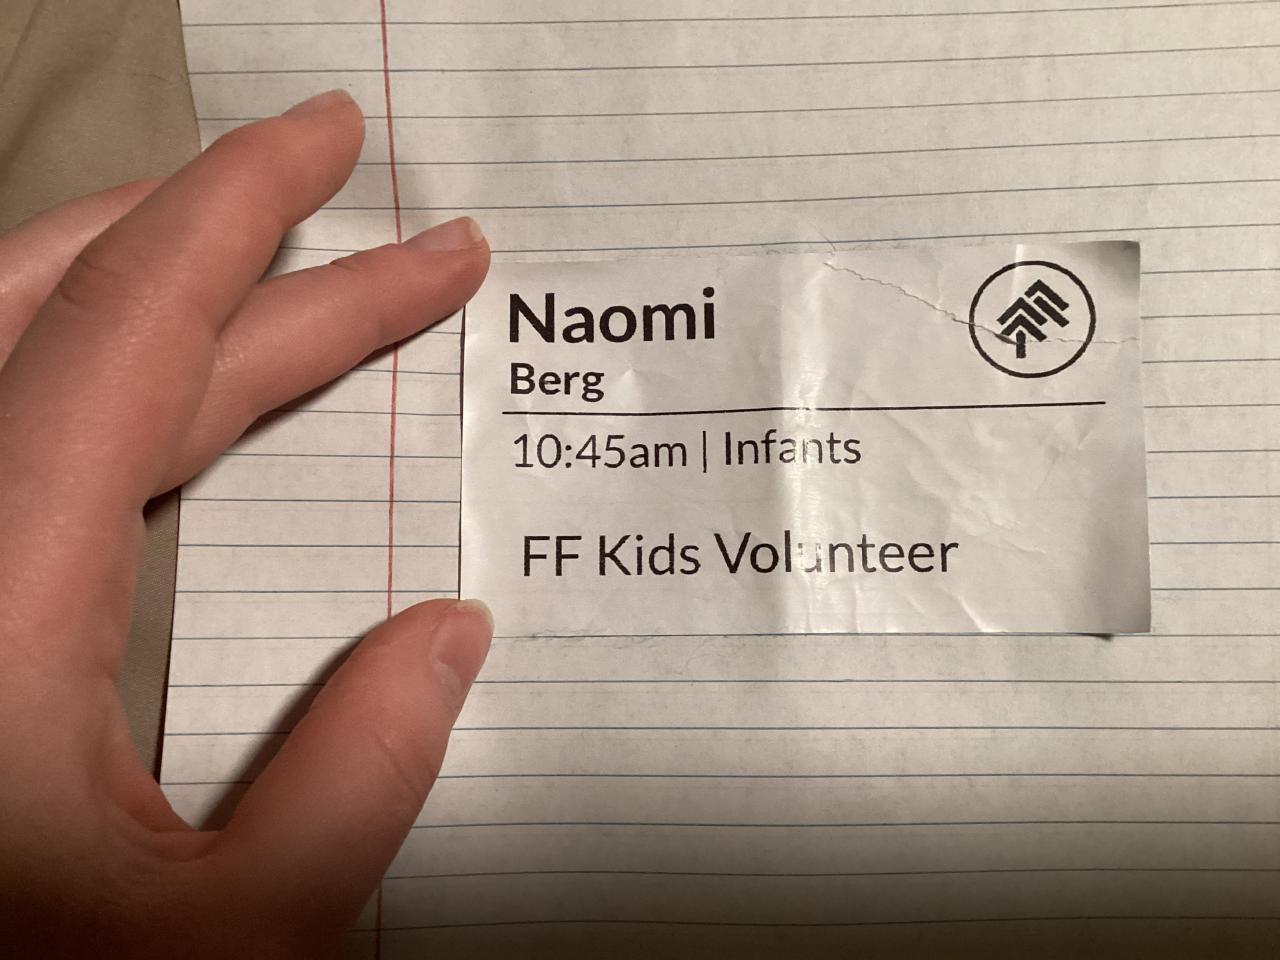 Naomi
Berg
10:45am | Infants
FF Kids Volunteer